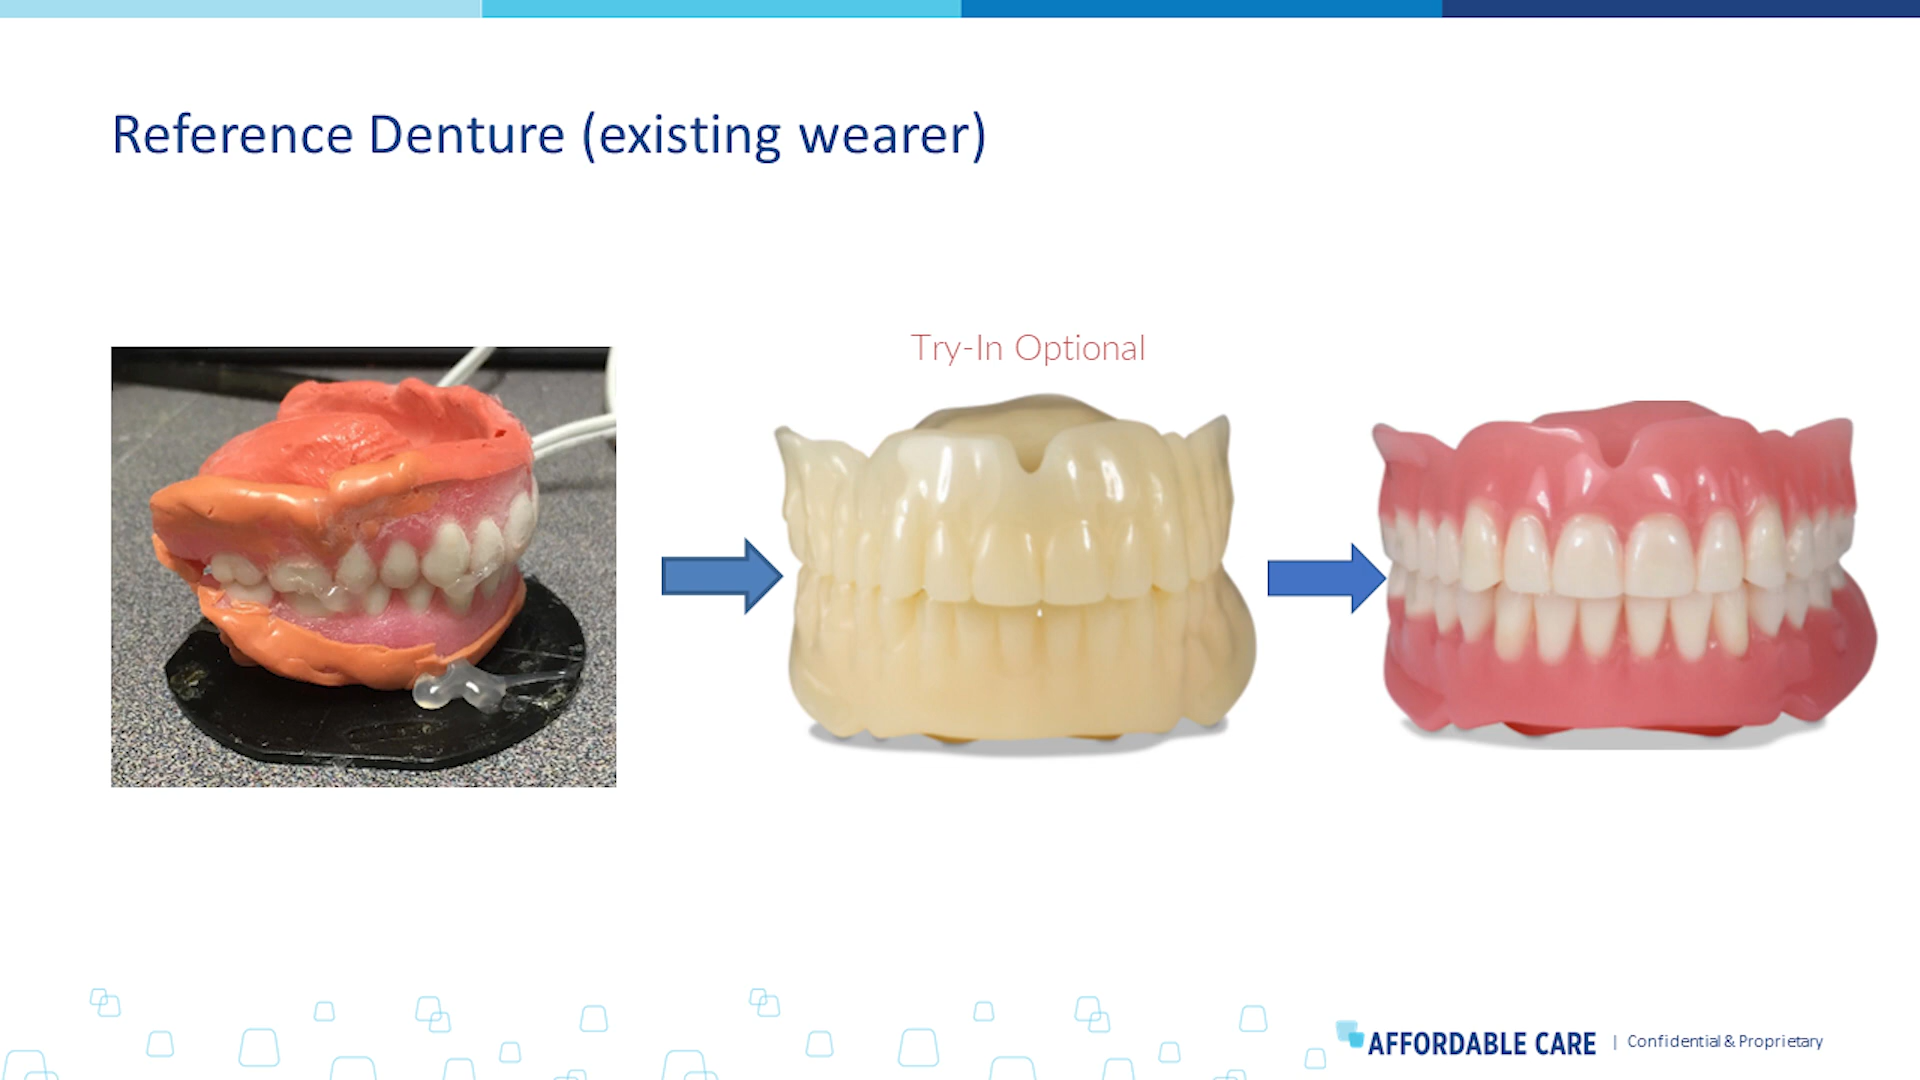 Reference Denture (existing wearer)
Try-In Optional
AFFORDABLE CARE | Confidential & Proprietary